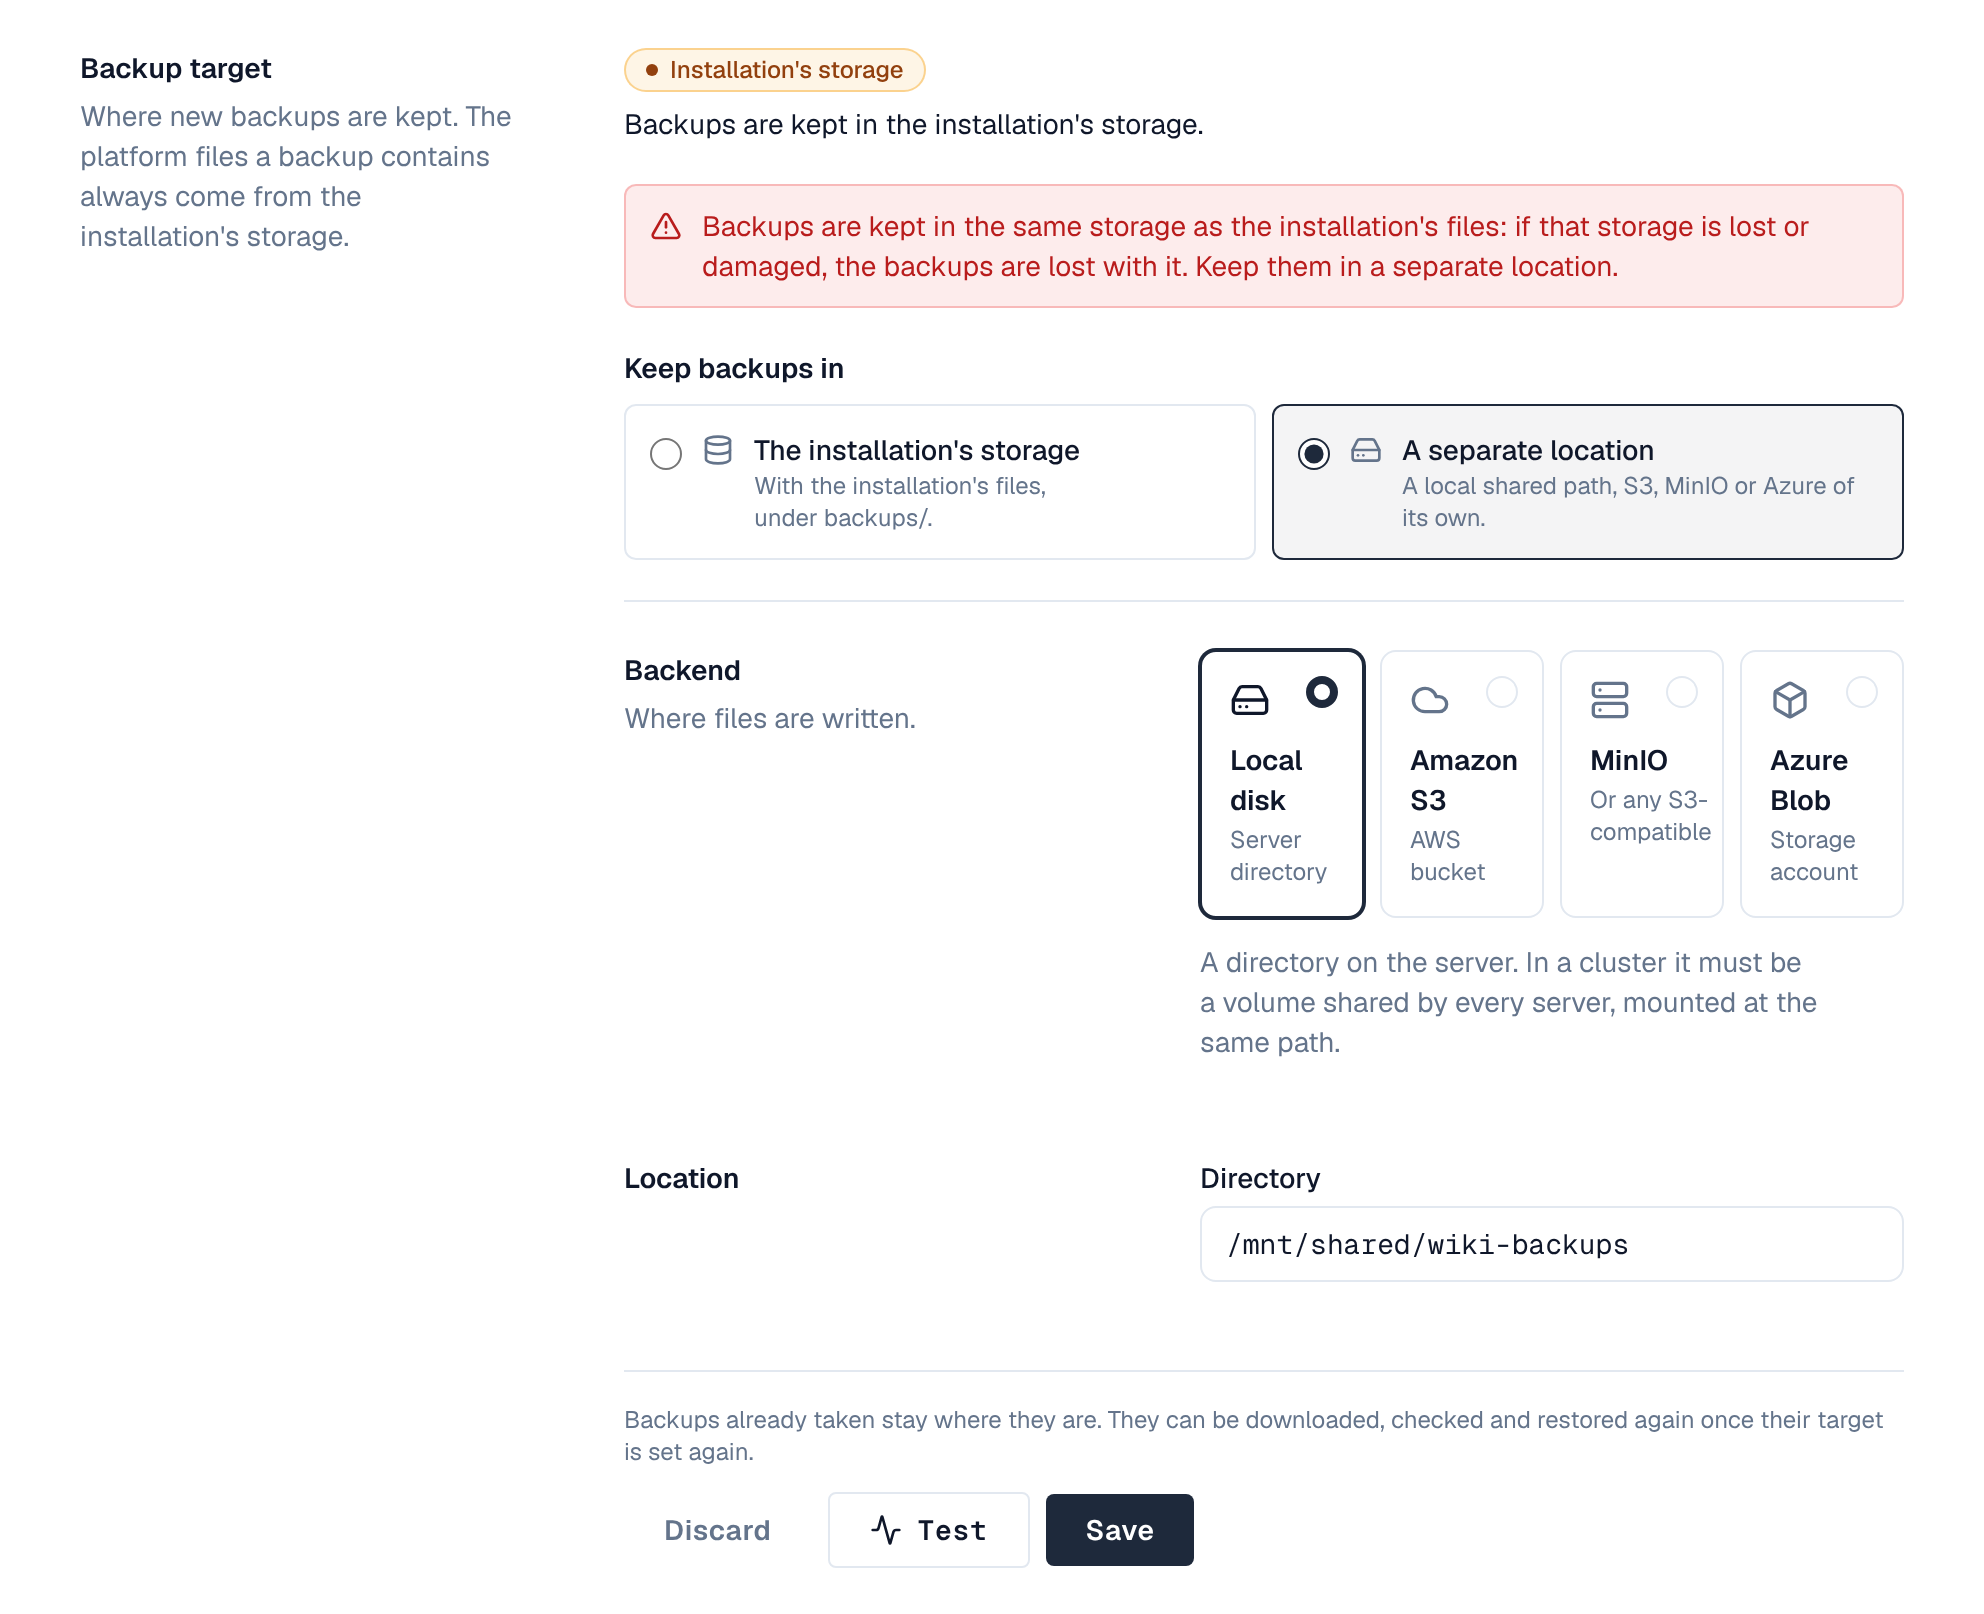 Backup target
Where new backups are kept. The
platform files a backup contains
always come from the
installation's storage.
Installation's storage
Backups are kept in the installation's storage.
Backups are kept in the same storage as the installation's files: if that storage is lost or
damaged, the backups are lost with it. Keep them in a separate location.
Keep backups in
The installation's storage
With the installation's files,
under backups/.
A separate location
A local shared path, S3, MinIO or Azure of
its own.
Backend
Where files are written.
Local
disk
Server
directory
Amazon
S3
AWS
bucket
MinIO
Or any S3-
compatible
Azure
Blob
Storage
account
A directory on the server. In a cluster it must be
a volume shared by every server, mounted at the
same path.
Location
Directory
/mnt/shared/wiki-backups
Backups already taken stay where they are. They can be downloaded, checked and restored again once their target
is set again.
Discard
Test
Save